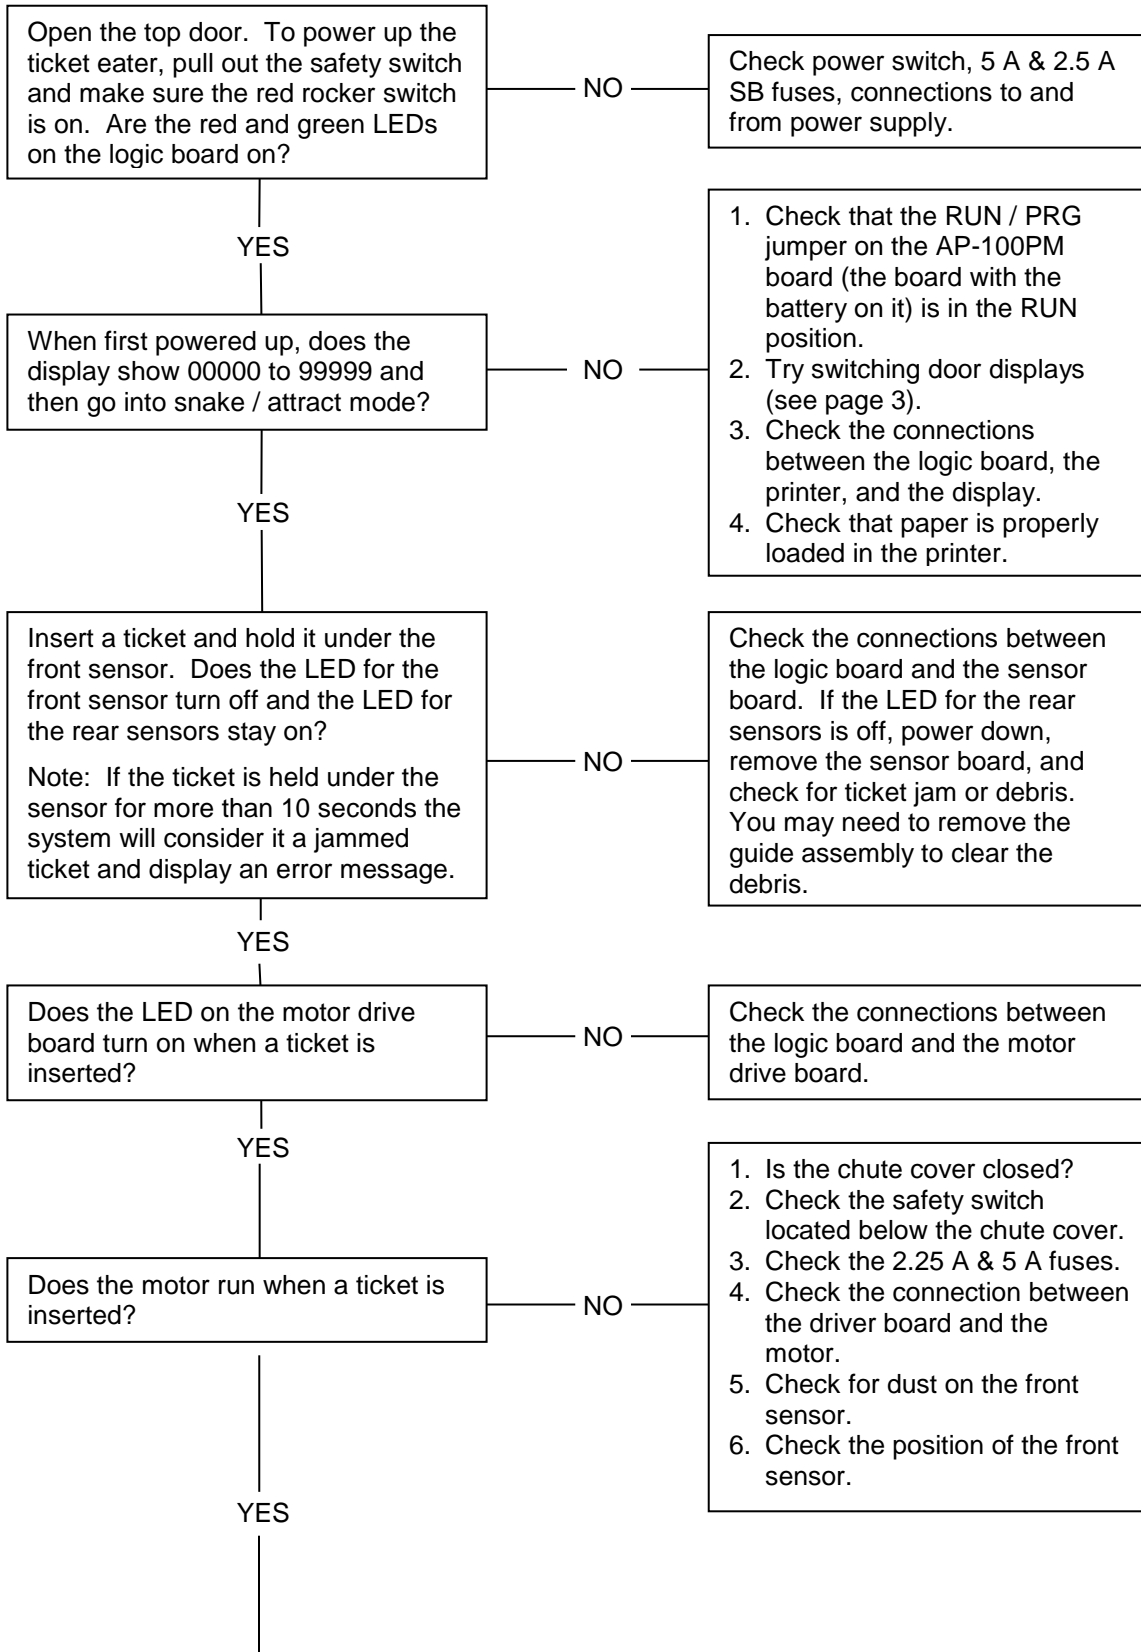 Open the top door.  To power up the
ticket eater, pull out the safety switch
and make sure the red rocker switch
is on.  Are the red and green LEDs
on the logic board on?
NO
Check power switch, 5 A & 2.5 A
SB fuses, connections to and
from power supply.
YES
When first powered up, does the
display show 00000 to 99999 and
then go into snake / attract mode?
NO
1. Check that the RUN / PRG
jumper on the AP-100PM
board (the board with the
battery on it) is in the RUN
position.
2. Try switching door displays
(see page 3).
3. Check the connections
between the logic board, the
printer, and the display.
4. Check that paper is properly
loaded in the printer.
YES
Insert a ticket and hold it under the
front sensor.  Does the LED for the
front sensor turn off and the LED for
the rear sensors stay on?
Note:  If the ticket is held under the
sensor for more than 10 seconds the
system will consider it a jammed
ticket and display an error message.
NO
Check the connections between
the logic board and the sensor
board.  If the LED for the rear
sensors is off, power down,
remove the sensor board, and
check for ticket jam or debris.
You may need to remove the
guide assembly to clear the
debris.
YES
Does the LED on the motor drive
board turn on when a ticket is
inserted?
NO
Check the connections between
the logic board and the motor
drive board.
YES
Does the motor run when a ticket is
inserted?
NO
1. Is the chute cover closed?
2. Check the safety switch
located below the chute cover.
3. Check the 2.25 A & 5 A fuses.
4. Check the connection between
the driver board and the
motor.
5. Check for dust on the front
sensor.
6. Check the position of the front
sensor.
YES